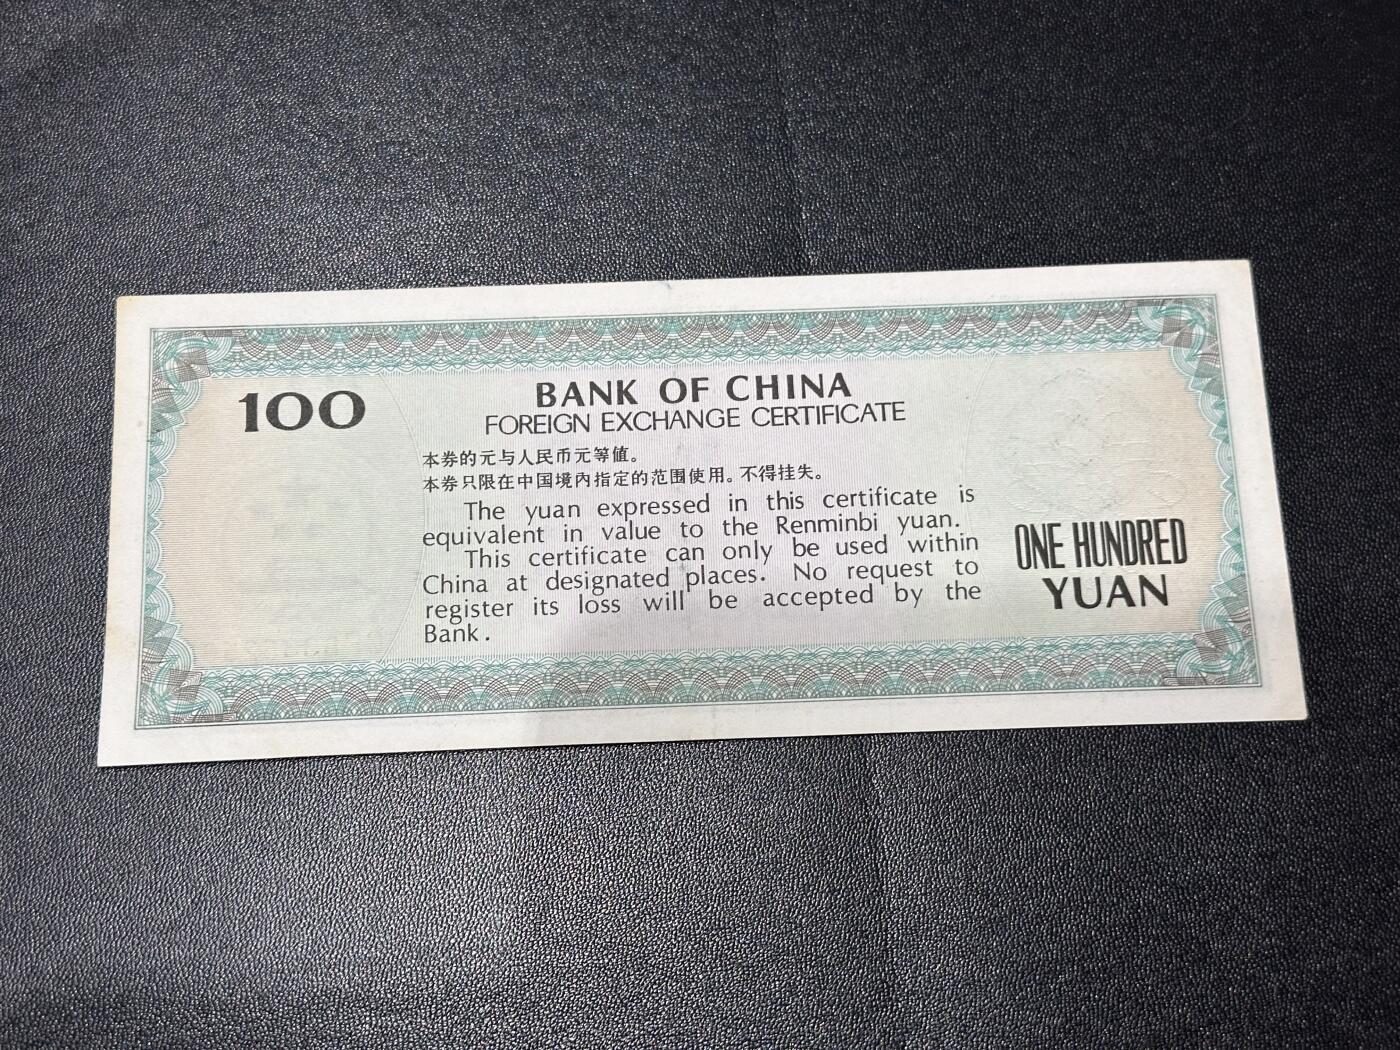 100
BANK OF CHINA
FOREIGN EXCHANGE CERTIFICATE
本券的元与人民币元等值。
本券只限在中国境内指定的范围使用。不得挂失。
The yuan expressed in this certificate is
equivalent in value to the Renminbi yuan.
This certificate can only be used within
China at designated places. No request to
register its loss will be accepted by the
Bank.
ONE HUNDRED
YUAN